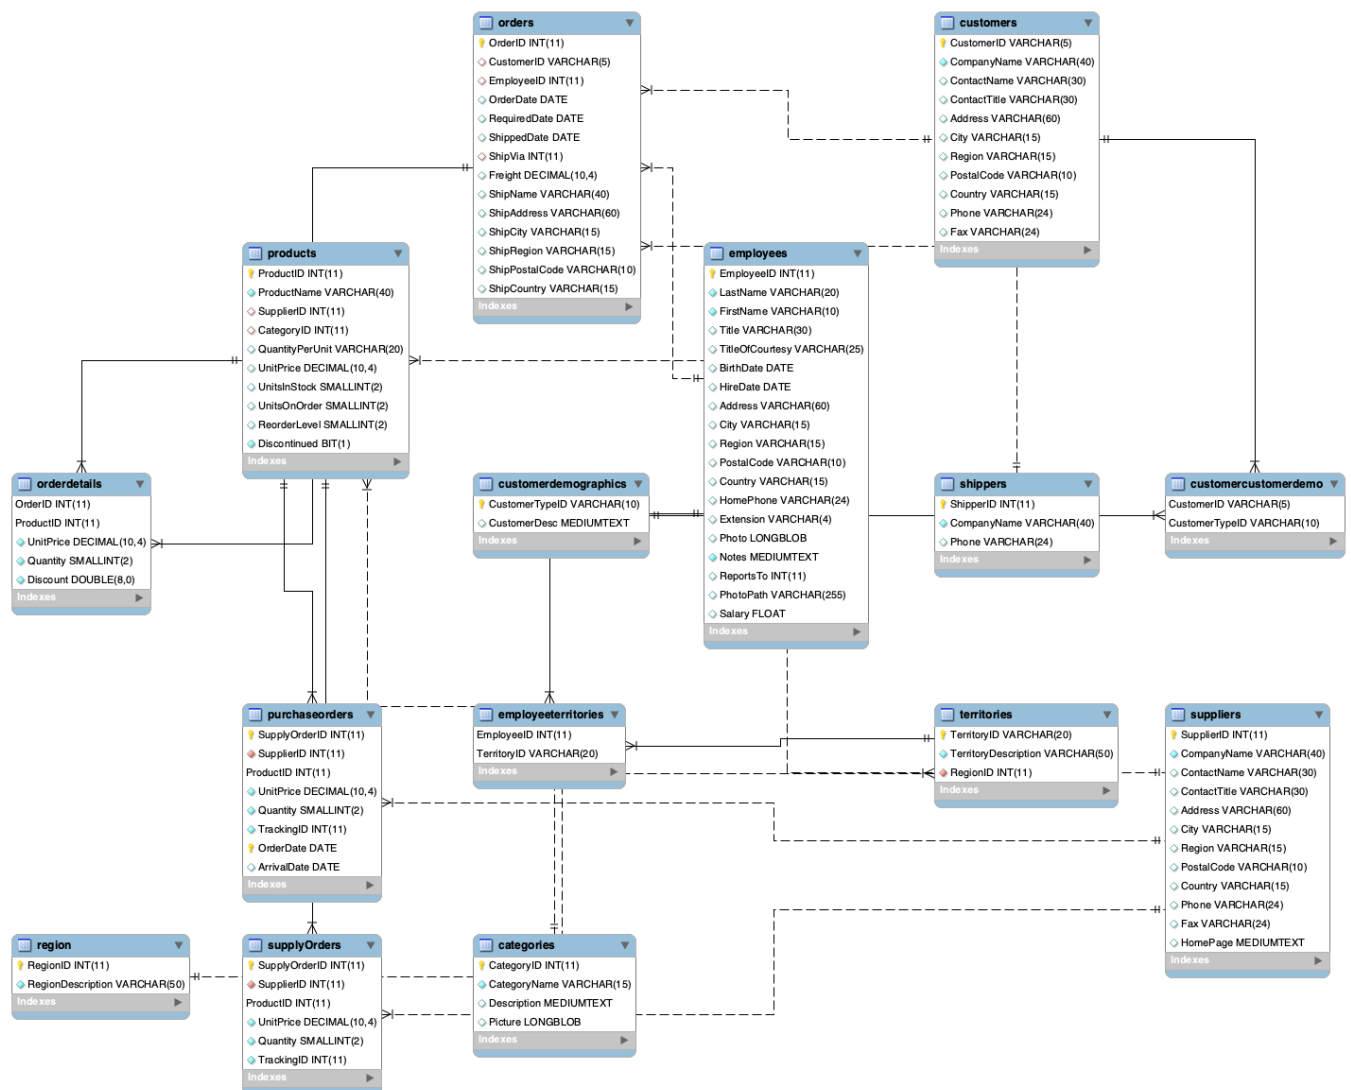 orders
OrderID INT(11)
CustomerID VARCHAR(5)
EmployeeID INT(11)
OrderDate DATE
RequiredDate DATE
ShippedDate DATE
ShipVia INT(11)
Freight DECIMAL(10,4)
ShipName VARCHAR(40)
ShipAddress VARCHAR(60)
ShipCity VARCHAR(15)
ShipRegion VARCHAR(15)
ShipPostalCode VARCHAR(10)
ShipCountry VARCHAR(15)
Indexes
customers
CustomerID VARCHAR(5)
CompanyName VARCHAR(40)
ContactName VARCHAR(30)
ContactTitle VARCHAR(30)
Address VARCHAR(60)
City VARCHAR(15)
Region VARCHAR(15)
PostalCode VARCHAR(10)
Country VARCHAR(15)
Phone VARCHAR(24)
Fax VARCHAR(24)
Indexes
products
ProductID INT(11)
ProductName VARCHAR(40)
SupplierID INT(11)
CategoryID INT(11)
QuantityPerUnit VARCHAR(20)
UnitPrice DECIMAL(10,4)
UnitsInStock SMALLINT(2)
UnitsOnOrder SMALLINT(2)
ReorderLevel SMALLINT(2)
Discontinued BIT(1)
Indexes
employees
EmployeeID INT(11)
LastName VARCHAR(20)
FirstName VARCHAR(10)
Title VARCHAR(30)
TitleOfCourtesy VARCHAR(25)
BirthDate DATE
HireDate DATE
Address VARCHAR(60)
City VARCHAR(15)
Region VARCHAR(15)
PostalCode VARCHAR(10)
Country VARCHAR(15)
HomePhone VARCHAR(24)
Extension VARCHAR(4)
Photo LONGBLOB
Notes MEDIUMTEXT
ReportsTo INT(11)
PhotoPath VARCHAR(255)
Salary FLOAT
Indexes
orderdetails
OrderID INT(11)
ProductID INT(11)
UnitPrice DECIMAL(10,4)
Quantity SMALLINT(2)
Discount DOUBLE(8,0)
Indexes
customerdemographics
CustomerTypeID VARCHAR(10)
CustomerDesc MEDIUMTEXT
Indexes
shippers
ShipperID INT(11)
CompanyName VARCHAR(40)
Phone VARCHAR(24)
Indexes
customercustomerdemo
CustomerID VARCHAR(5)
CustomerTypeID VARCHAR(10)
Indexes
purchaseorders
SupplyOrderID INT(11)
SupplierID INT(11)
ProductID INT(11)
UnitPrice DECIMAL(10,4)
Quantity SMALLINT(2)
TrackingID INT(11)
OrderDate DATE
ArrivalDate DATE
Indexes
employeeterritories
EmployeeID INT(11)
TerritoryID VARCHAR(20)
Indexes
territories
TerritoryID VARCHAR(20)
TerritoryDescription VARCHAR(50)
RegionID INT(11)
Indexes
suppliers
SupplierID INT(11)
CompanyName VARCHAR(40)
ContactName VARCHAR(30)
ContactTitle VARCHAR(30)
Address VARCHAR(60)
City VARCHAR(15)
Region VARCHAR(15)
PostalCode VARCHAR(10)
Country VARCHAR(15)
Phone VARCHAR(24)
Fax VARCHAR(24)
HomePage MEDIUMTEXT
Indexes
region
RegionID INT(11)
RegionDescription VARCHAR(50)
Indexes
supplyOrders
SupplyOrderID INT(11)
SupplierID INT(11)
ProductID INT(11)
UnitPrice DECIMAL(10,4)
Quantity SMALLINT(2)
TrackingID INT(11)
Indexes
categories
CategoryID INT(11)
CategoryName VARCHAR(15)
Description MEDIUMTEXT
Picture LONGBLOB
Indexes